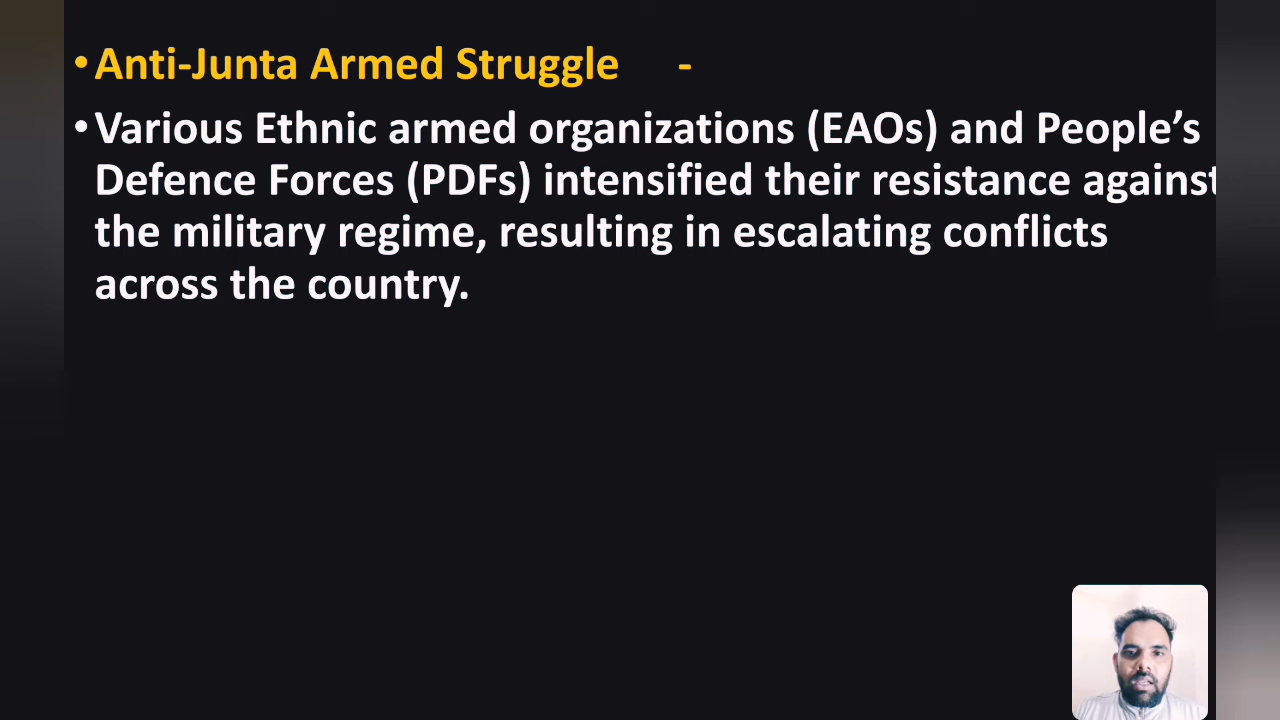 •Anti-Junta Armed Struggle -
•Various Ethnic armed organizations (EAOs) and People’s
Defence Forces (PDFs) intensified their resistance against
the military regime, resulting in escalating conflicts
across the country.